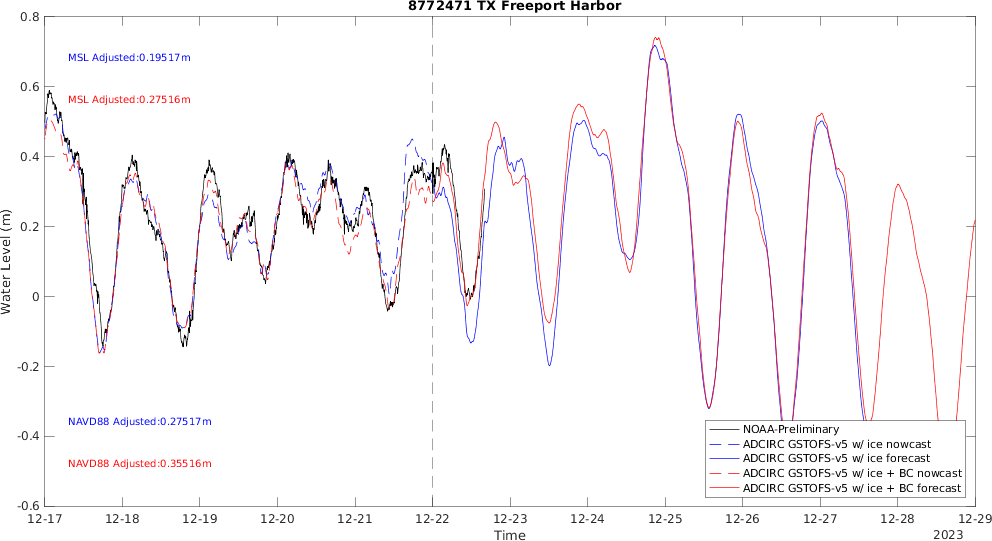 8772471 TX Freeport Harbor
0.8
0.6
0.4
0.2
0
-0.2
-0.4
-0.6
Water Level (m)
MSL Adjusted:0.19517m
MSL Adjusted:0.27516m
NAVD88 Adjusted:0.27517m
NAVD88 Adjusted:0.35516m
NOAA-Preliminary
ADCIRC GSTOFS-v5 w/ ice nowcast
ADCIRC GSTOFS-v5 w/ ice forecast
ADCIRC GSTOFS-v5 w/ ice + BC nowcast
ADCIRC GSTOFS-v5 w/ ice + BC forecast
12-17 12-18 12-19 12-20 12-21 12-22 12-23 12-24 12-25 12-26 12-27 12-28 12-29
Time
2023